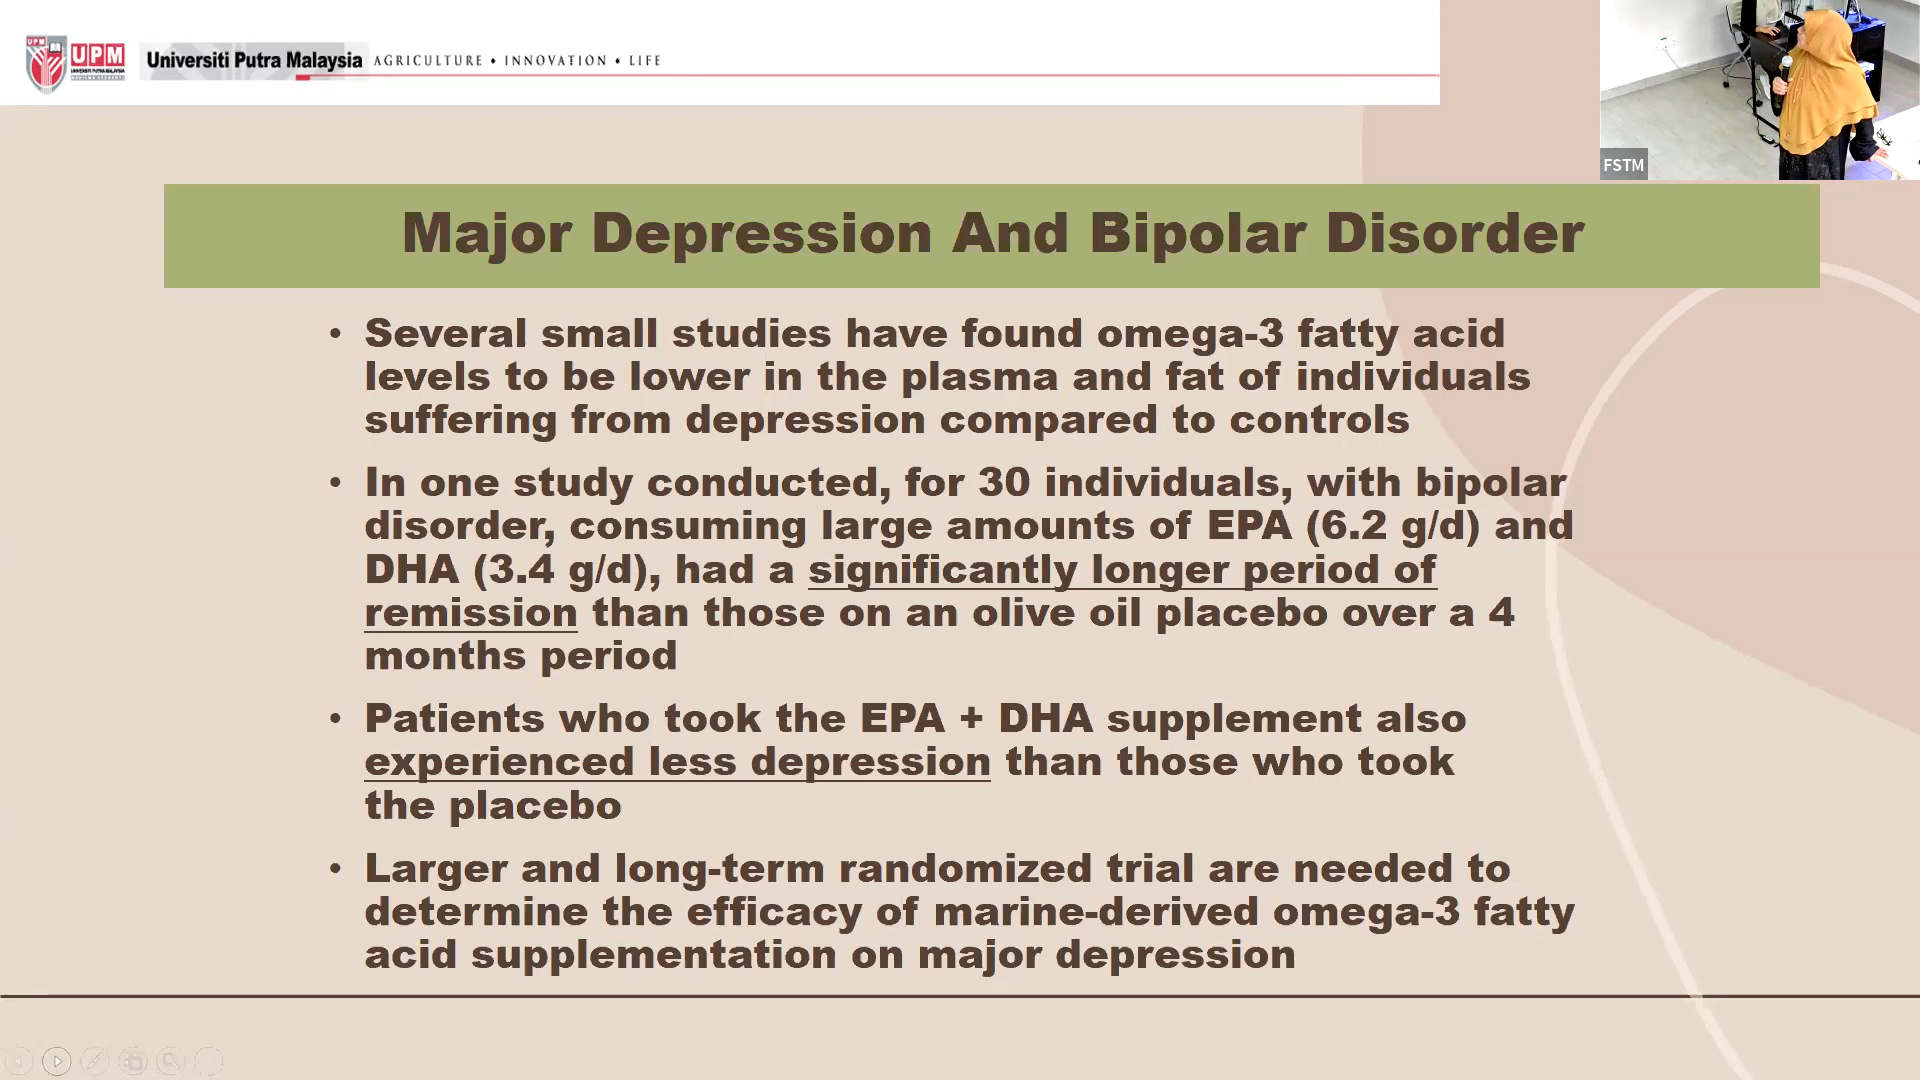 UPM
UPM
UNIVERSITI PUTRA MALAYSIA
Universiti Putra Malaysia
AGRICULTURE • INNOVATION • LIFE
FSTM
Major Depression And Bipolar Disorder
• Several small studies have found omega-3 fatty acid
levels to be lower in the plasma and fat of individuals
suffering from depression compared to controls
• In one study conducted, for 30 individuals, with bipolar
disorder, consuming large amounts of EPA (6.2 g/d) and
DHA (3.4 g/d), had a significantly longer period of
remission than those on an olive oil placebo over a 4
months period
• Patients who took the EPA + DHA supplement also
experienced less depression than those who took
the placebo
• Larger and long-term randomized trial are needed to
determine the efficacy of marine-derived omega-3 fatty
acid supplementation on major depression